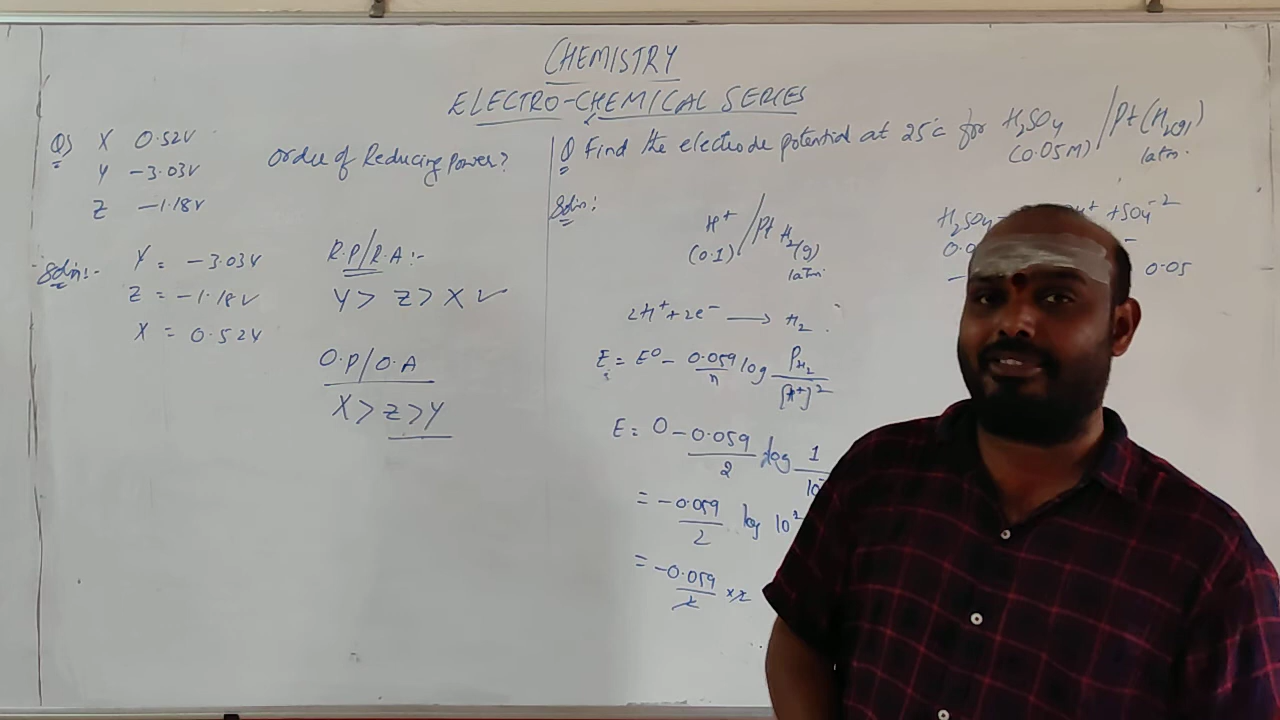 CHEMISTRY
ELECTRO-CHEMICAL SERIES
Q) X 0.52V
Y -3.03V
Z -1.18V
Order of Reducing Power?
Soln:-
Y = -3.03V
Z = -1.18V
X = 0.52V
R.P/R.A:-
Y > Z > X ✓
O.P/O.A
X > Z > Y
Q Find the electrode potential at 25°C for H₂SO₄ / Pt (H₂(g))
(0.05M) 1atm.
Soln:
H⁺ / Pt H₂(g)
(0.1) 1atm
H₂SO₄ + SO₄⁻²
0.05
2H⁺ + 2e⁻ ⟶ H₂.
E = E⁰ - 0.059/n log P_H₂/[H⁺]²
E = 0 - 0.059/2 log 1/10
= -0.059/2 log 10²
= -0.059/2 × 2